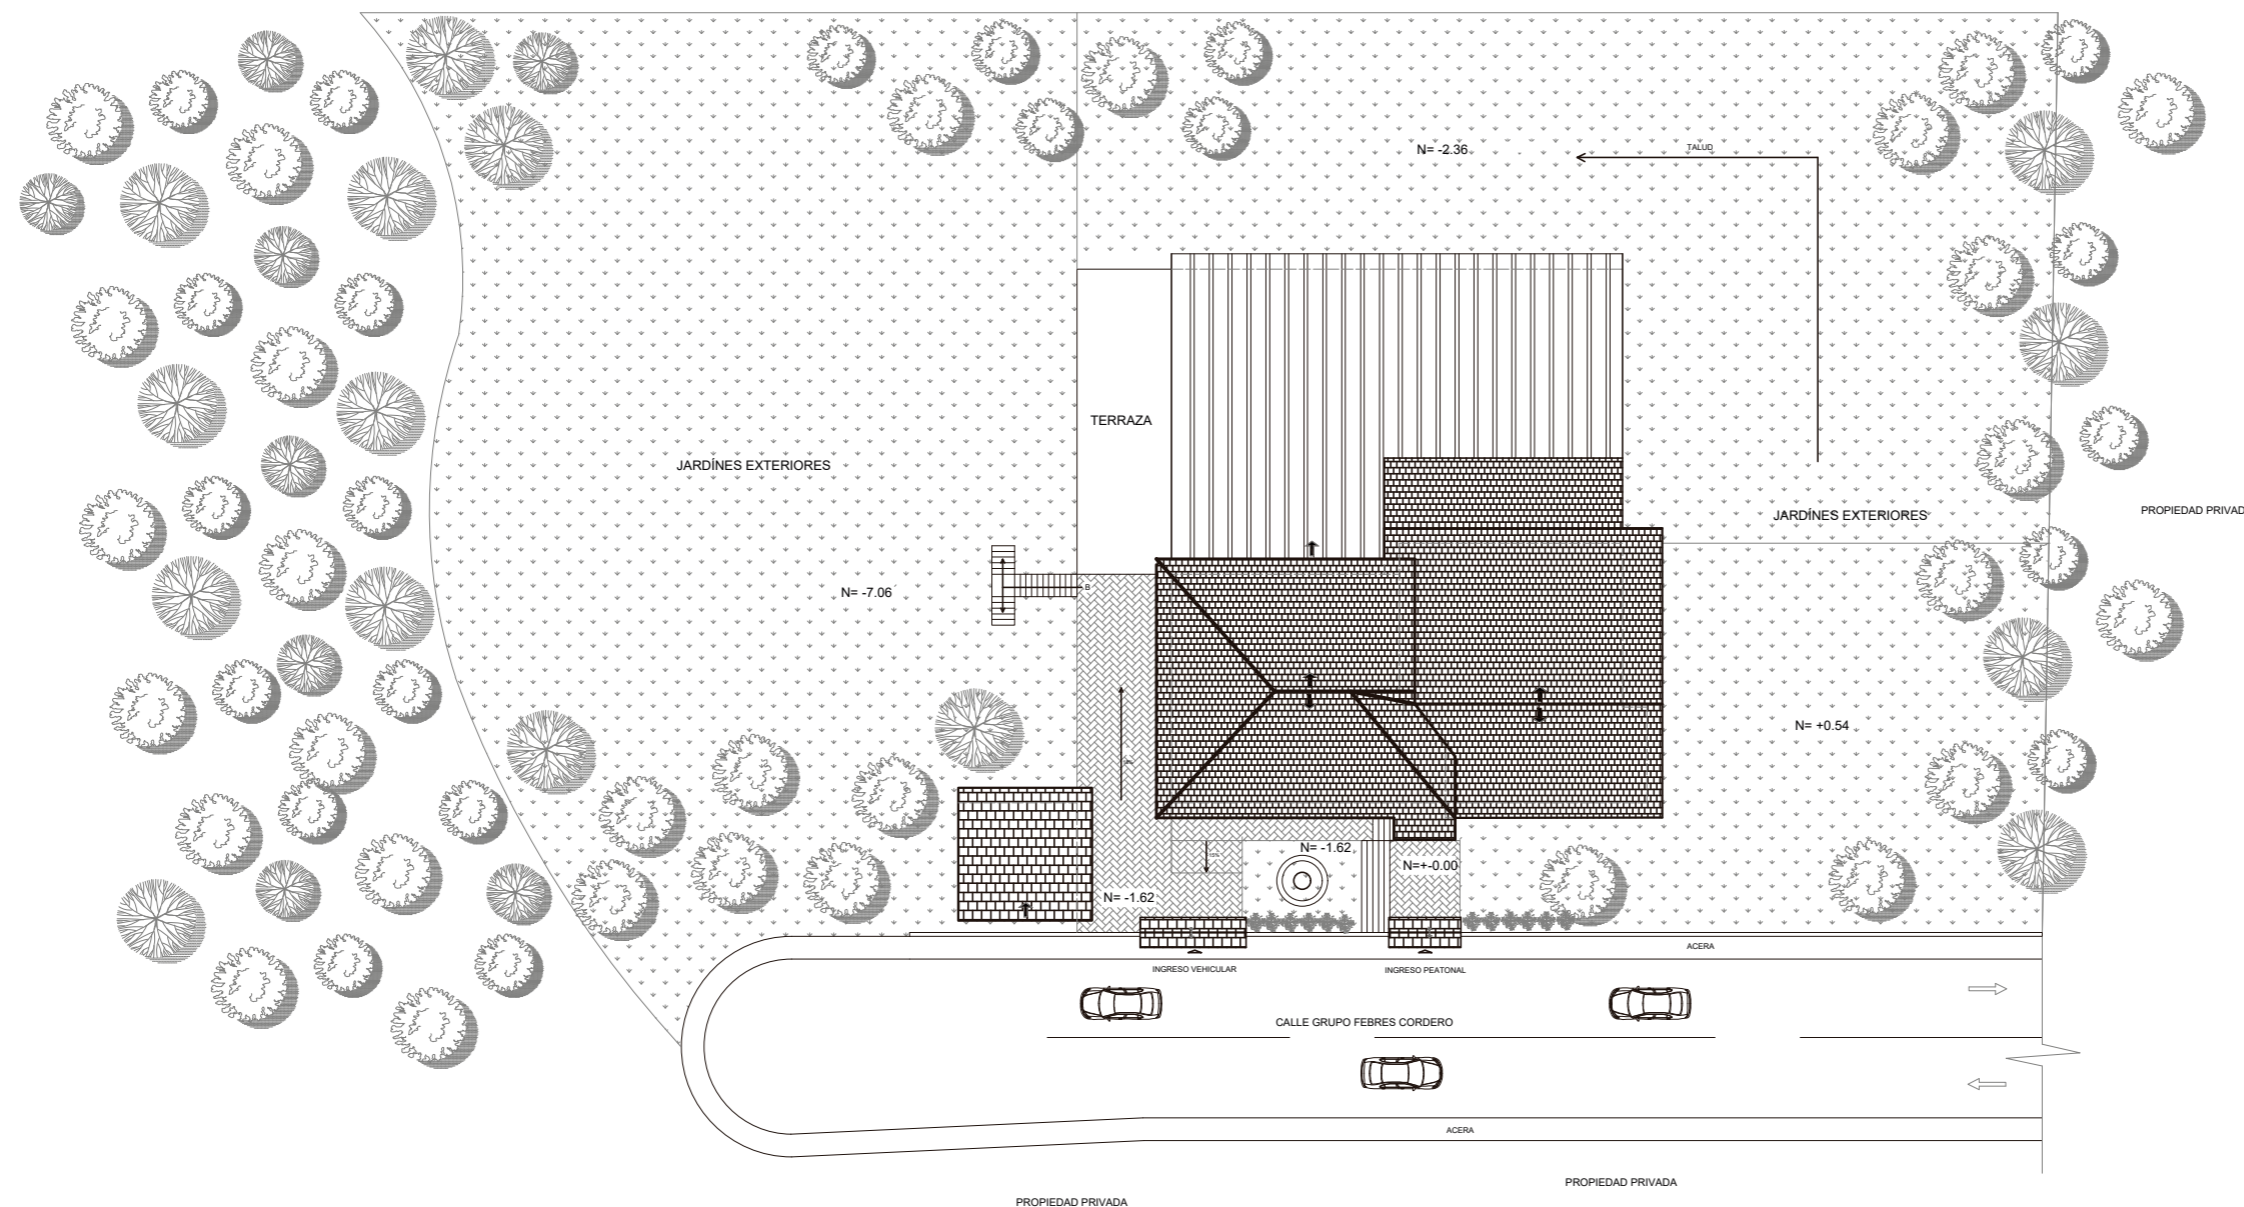 N= -2.36
TALUD
TERRAZA
JARDÍNES EXTERIORES
PROPIEDAD PRIVAD
JARDÍNES EXTERIORES
N= -7.06
B
N= +0.54
N= -1.62
N=+-0.00
N= -1.62
ACERA
INGRESO VEHICULAR
INGRESO PEATONAL
CALLE GRUPO FEBRES CORDERO
ACERA
PROPIEDAD PRIVADA
PROPIEDAD PRIVADA